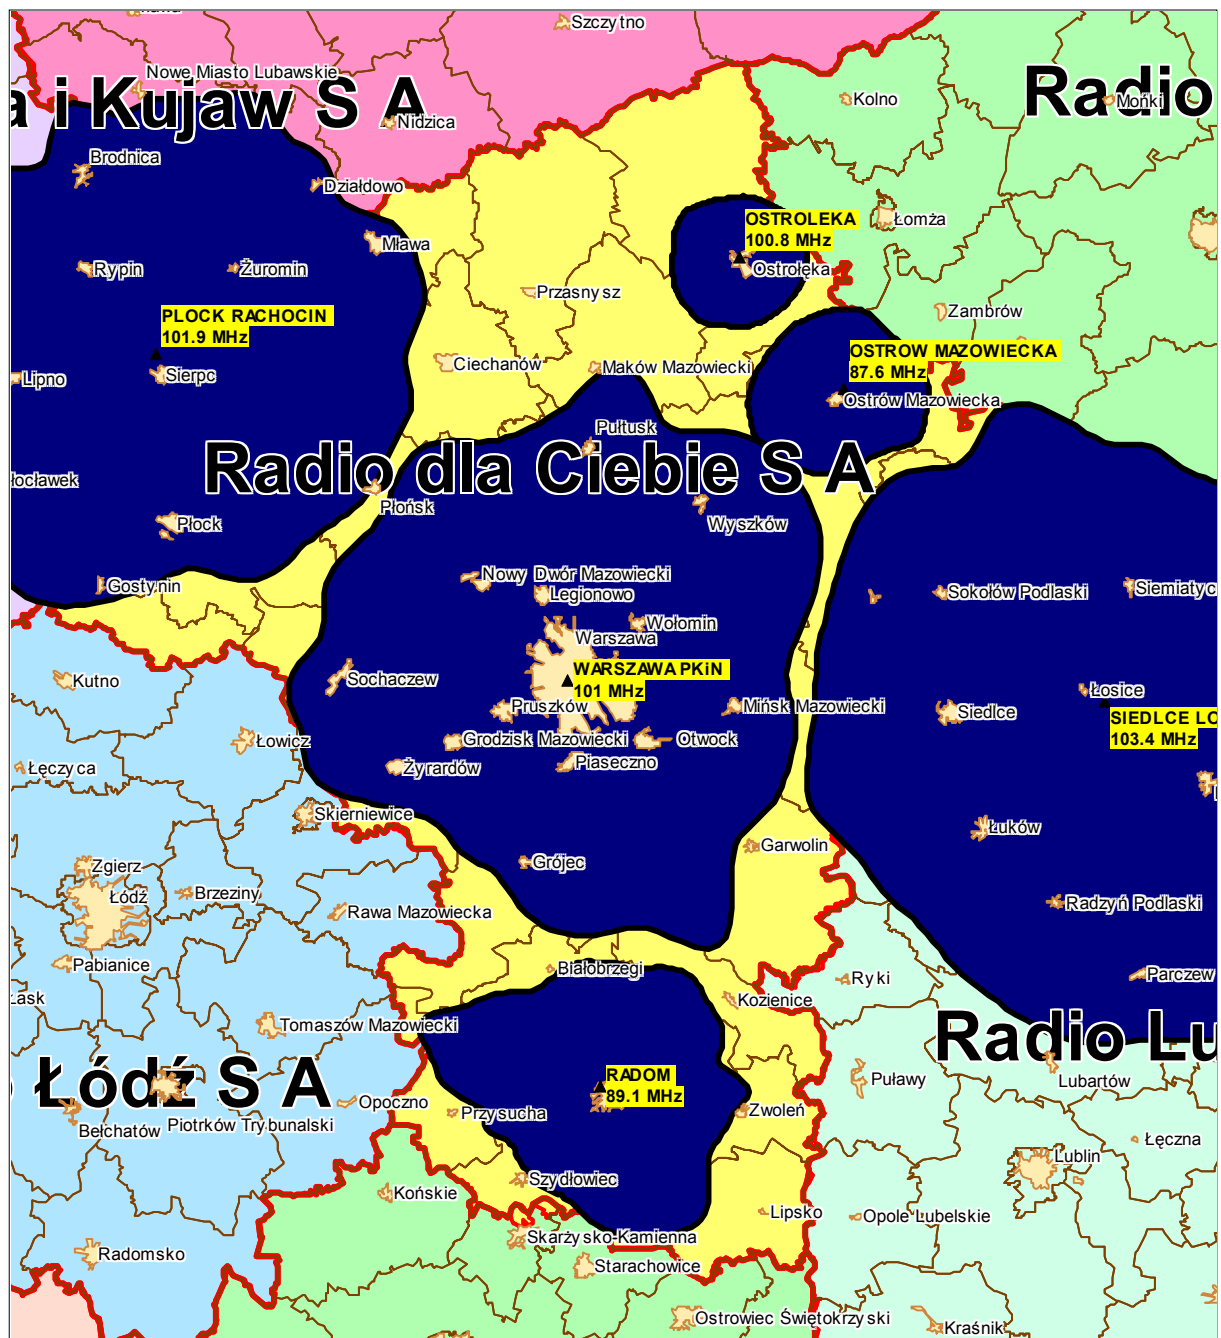 Szczytno
Nowe Miasto Lubawskie
a i Kujaw S A
Nidzica
Kolno
Radio
Mońki
Brodnica
Działdowo
OSTROLEKA
100.8 MHz
Łomża
Mława
Rypin
Żuromin
Ostrołęka
Przasnysz
PLOCK RACHOCIN
101.9 MHz
Zambrów
OSTROW MAZOWIECKA
87.6 MHz
Ciechanów
Maków Mazowiecki
Lipno
Sierpc
Ostrów Mazowiecka
Pułtusk
Radio dla Ciebie S A
łocławek
Płońsk
Płock
Wyszków
Nowy Dwór Mazowiecki
Legionowo
Gostynin
Sokołów Podlaski
Siemiatyc
Wołomin
Warszawa
WARSZAWA PKiN
101 MHz
Kutno
Sochaczew
Łosice
Pruszków
Mińsk Mazowiecki
Siedlce
SIEDLCE LO
103.4 MHz
Łowicz
Grodzisk Mazowiecki
Otwock
Piaseczno
Łęczyca
Żyrardów
Skierniewice
Łuków
Garwolin
Grójec
Zgierz
Łódź
Brzeziny
Rawa Mazowiecka
Radzyń Podlaski
Pabianice
Białobrzegi
Ryki
Parczew
Łask
Kozienice
Tomaszów Mazowiecki
Radio Lu
o Łódź S A
RADOM
89.1 MHz
Puławy
Lubartów
Opoczno
Przysucha
Zwoleń
Bełchatów
Piotrków Trybunalski
Łęczna
Lublin
Szydłowiec
Końskie
Lipsko
Opole Lubelskie
Skarżysko-Kamienna
Radomsko
Starachowice
Ostrowiec Świętokrzyski
Kraśnik